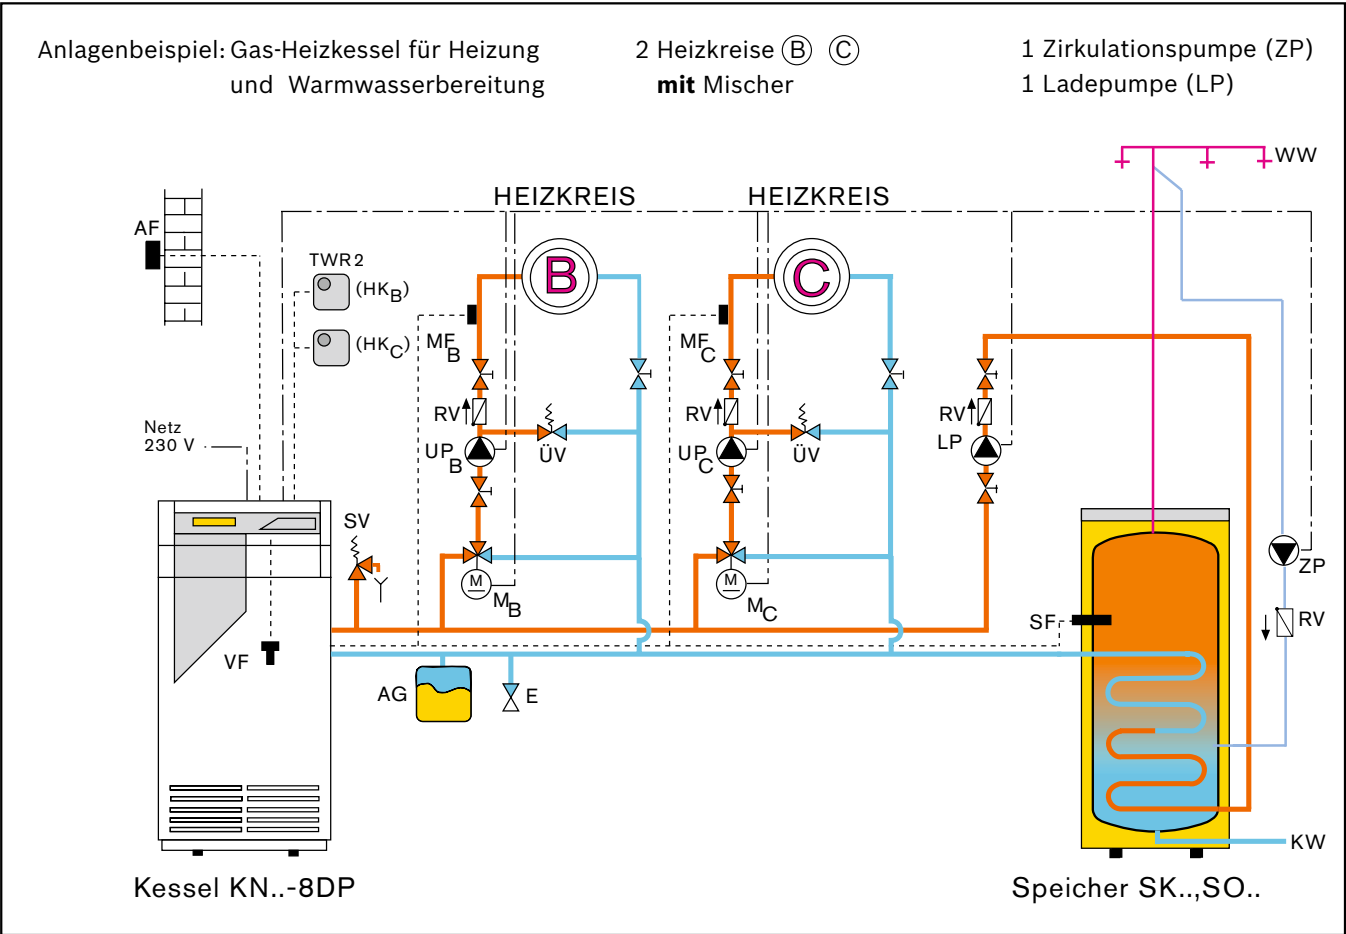 Anlagenbeispiel: Gas-Heizkessel für Heizung
und Warmwasserbereitung
2 Heizkreise B C
mit Mischer
1 Zirkulationspumpe (ZP)
1 Ladepumpe (LP)
WW
HEIZKREIS
HEIZKREIS
AF
TWR2
(HKB)
(HKC)
B
C
MFB
MFC
RV
RV
RV
Netz
230 V
UPB
ÜV
UPC
ÜV
LP
SV
M
MB
M
MC
ZP
SF
RV
VF
AG
E
KW
Kessel KN..-8DP
Speicher SK..,SO..